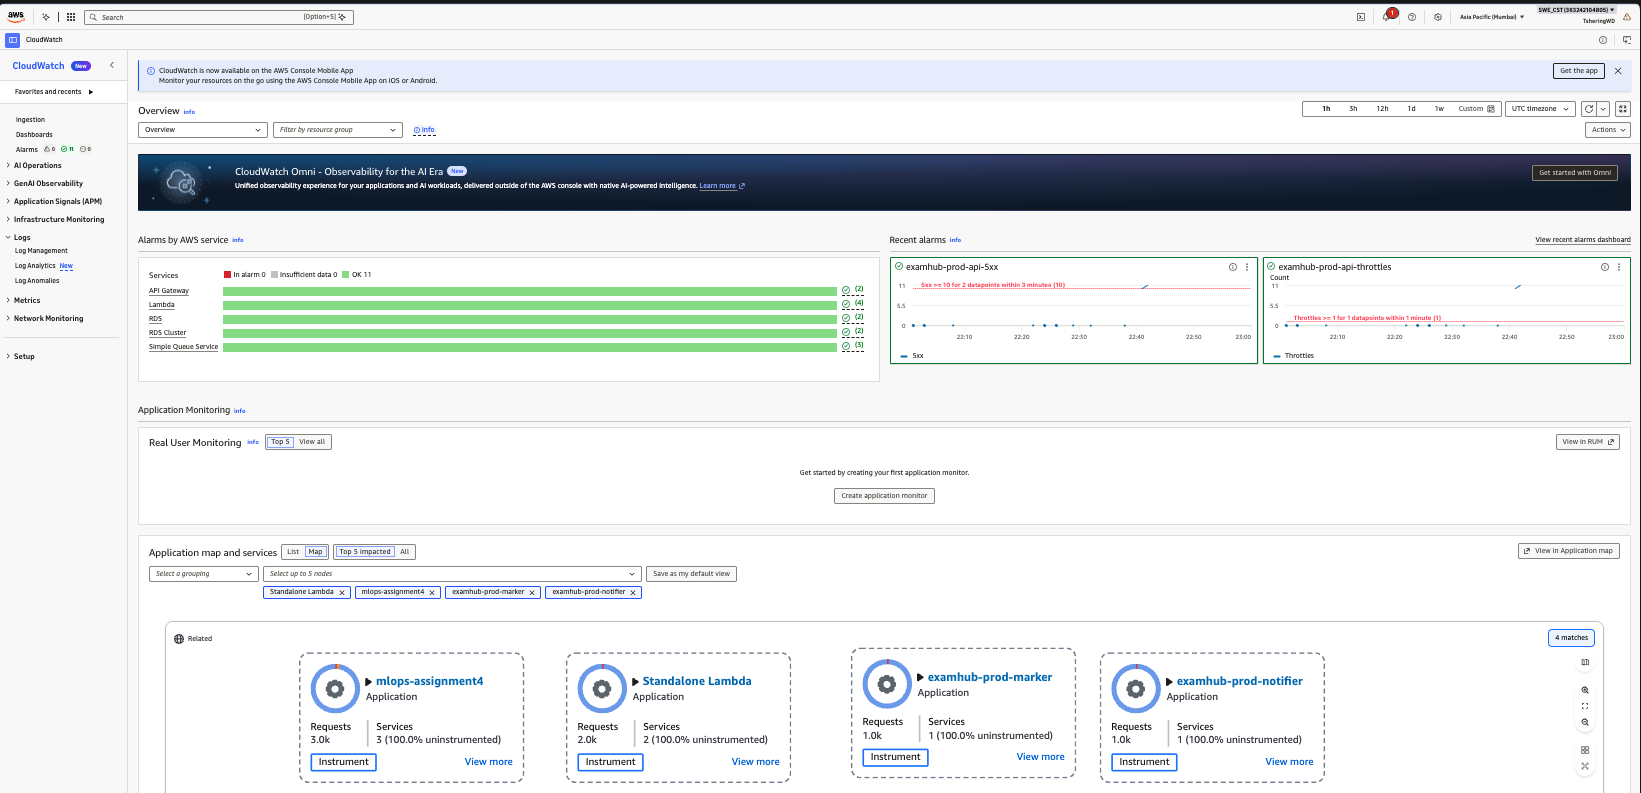 aws
Search
[Option+S]
1
Asia Pacific (Mumbai)
SWE_CST (363242104805)
TsheringWD
CloudWatch
CloudWatch New
Favorites and recents
Ingestion
Dashboards
Alarms 0 11 0
AI Operations
GenAI Observability
Application Signals (APM)
Infrastructure Monitoring
Logs
Log Management
Log Analytics New
Log Anomalies
Metrics
Network Monitoring
Setup
CloudWatch is now available on the AWS Console Mobile App
Monitor your resources on the go using the AWS Console Mobile App on iOS or Android.
Get the app
Overview Info
1h 3h 12h 1d 1w Custom
UTC timezone
Overview
Filter by resource group
Info
Actions
CloudWatch Omni - Observability for the AI Era New
Unified observability experience for your applications and AI workloads, delivered outside of the AWS console with native AI-powered intelligence. Learn more
Get started with Omni
Alarms by AWS service Info
Services
In alarm 0 Insufficient data 0 OK 11
API Gateway (2)
Lambda (4)
RDS (2)
RDS Cluster (2)
Simple Queue Service (3)
Recent alarms Info
View recent alarms dashboard
examhub-prod-api-5xx
5xx >= 10 for 2 datapoints within 3 minutes (10)
11
5.5
0
22:10 22:20 22:30 22:40 22:50 23:00
5xx
examhub-prod-api-throttles
Count
11
5.5
Throttles >= 1 for 1 datapoints within 1 minute (1)
0
22:10 22:20 22:30 22:40 22:50 23:00
Throttles
Application Monitoring Info
Real User Monitoring Info Top 5 View all
View in RUM
Get started by creating your first application monitor.
Create application monitor
Application map and services List Map Top 5 impacted All
View in Application map
Select a grouping
Select up to 5 nodes
Save as my default view
Standalone Lambda
mlops-assignment4
examhub-prod-marker
examhub-prod-notifier
Related
4 matches
mlops-assignment4
Application
Requests
3.0k
Services
3 (100.0% uninstrumented)
Instrument
View more
Standalone Lambda
Application
Requests
2.0k
Services
2 (100.0% uninstrumented)
Instrument
View more
examhub-prod-marker
Application
Requests
1.0k
Services
1 (100.0% uninstrumented)
Instrument
View more
examhub-prod-notifier
Application
Requests
1.0k
Services
1 (100.0% uninstrumented)
Instrument
View more